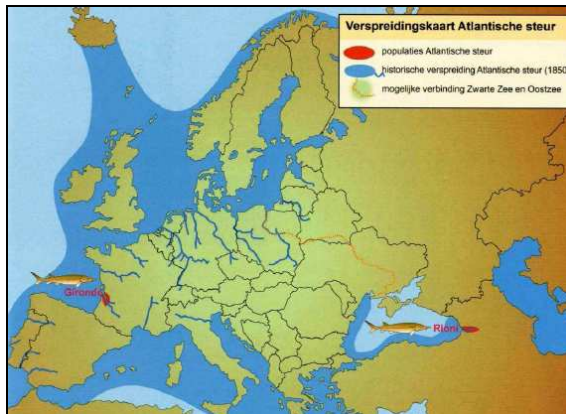 Verspreidingskaart Atlantische steur
populaties Atlantische steur
historische verspreiding Atlantische steur (1850
mogelijke verbinding Zwarte Zee en Oostzee
Gironde
Rioni